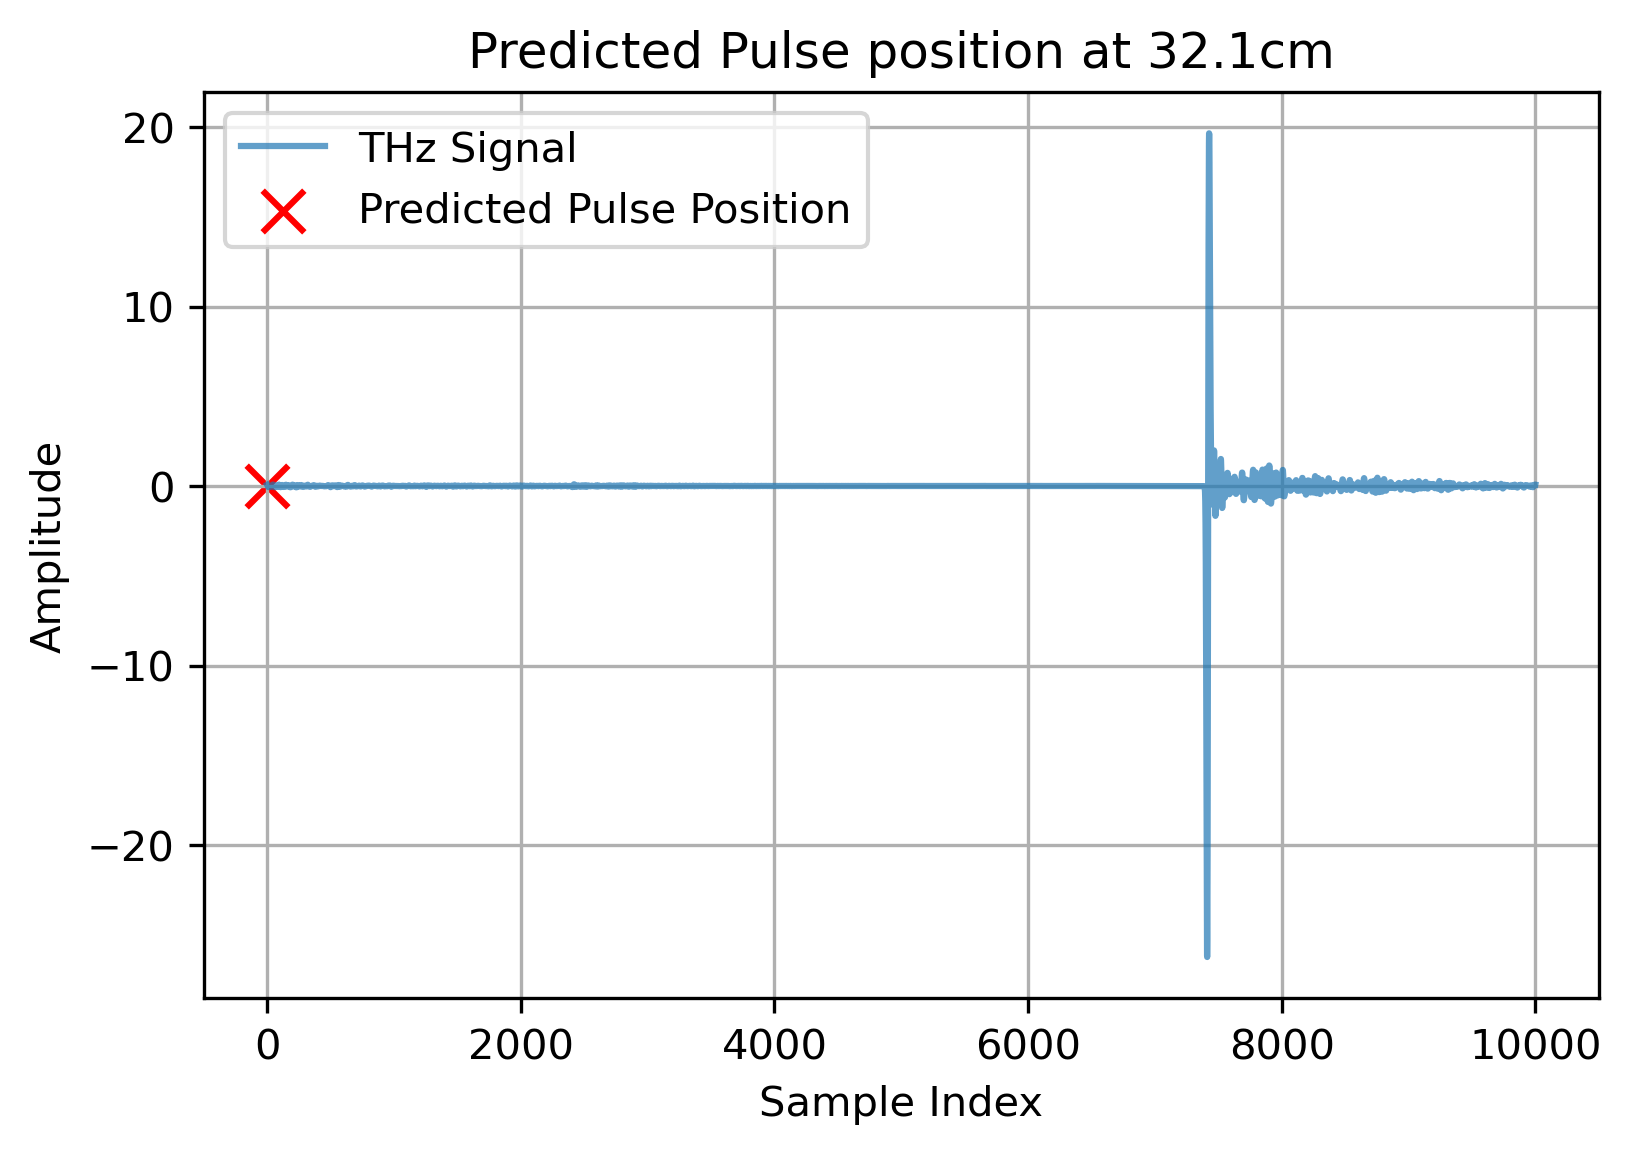 Predicted Pulse position at 32.1cm
THz Signal
Predicted Pulse Position
20
10
0
−10
−20
Amplitude
0 2000 4000 6000 8000 10000
Sample Index